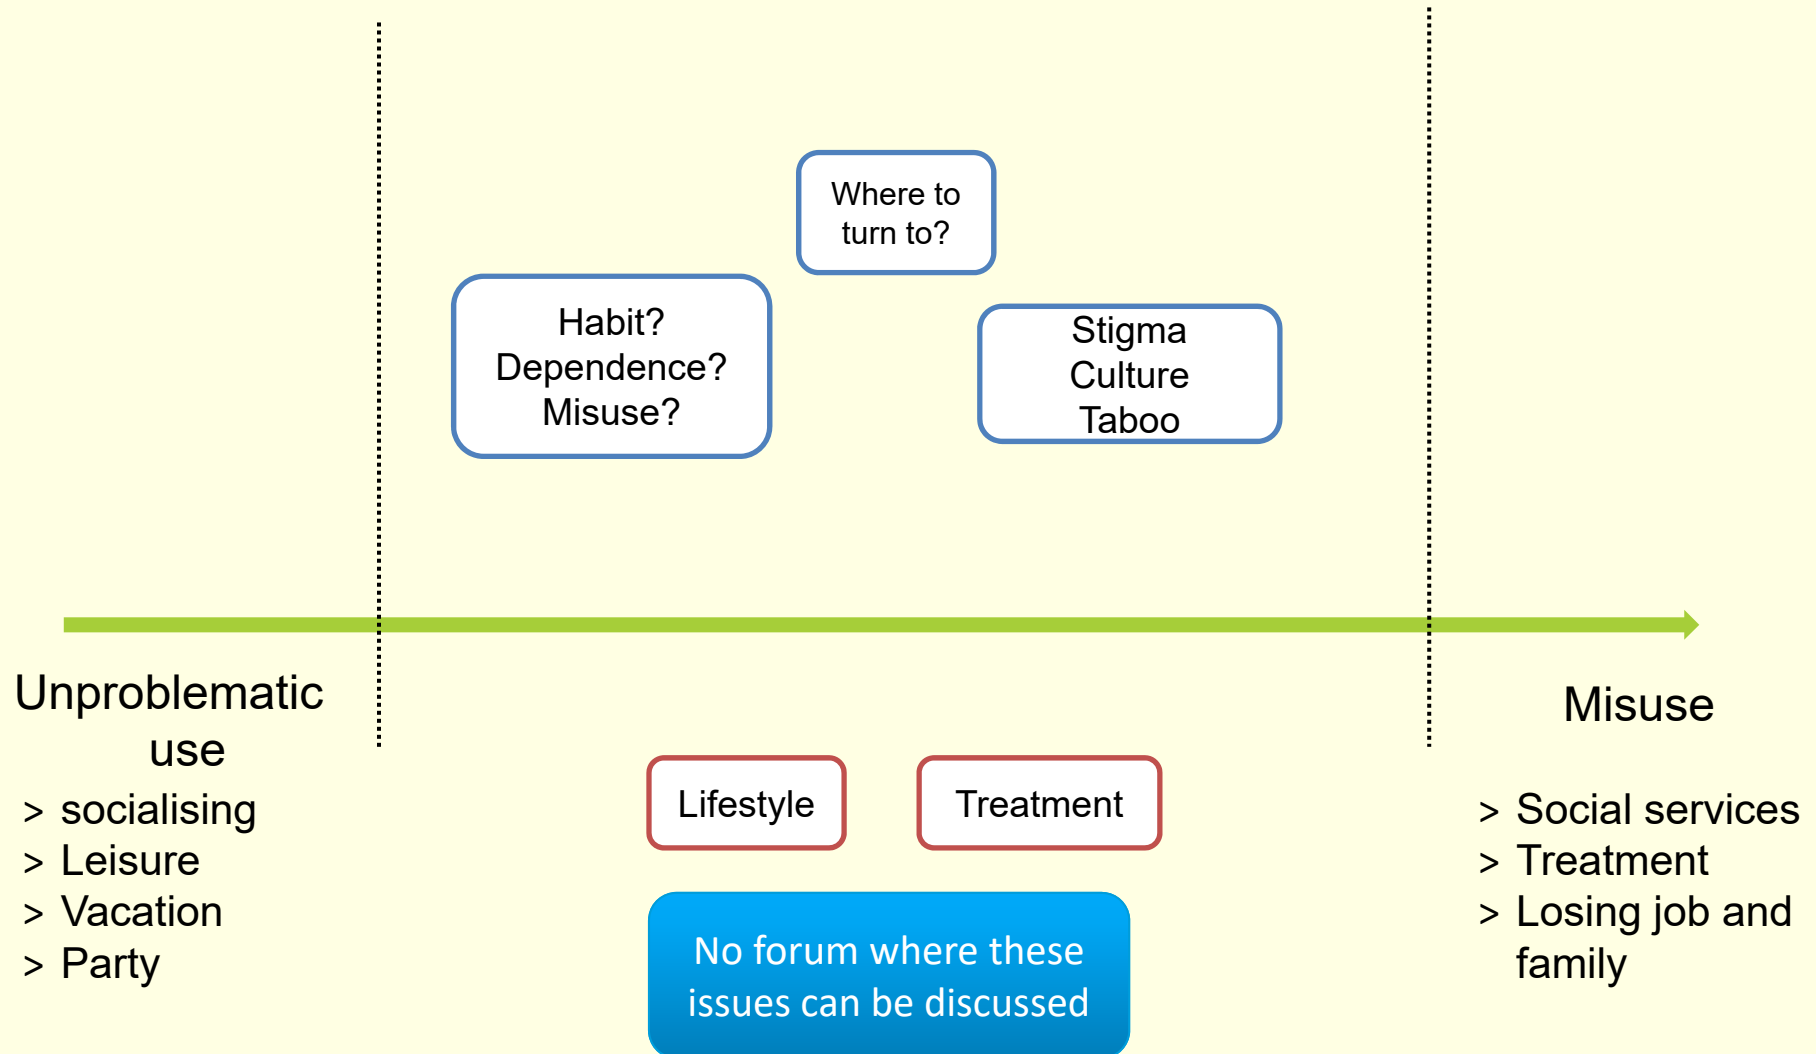 Where to
turn to?
Habit?
Dependence?
Misuse?
Stigma
Culture
Taboo
Unproblematic
use
> socialising
> Leisure
> Vacation
> Party
Lifestyle
Treatment
No forum where these
issues can be discussed
Misuse
> Social services
> Treatment
> Losing job and
family